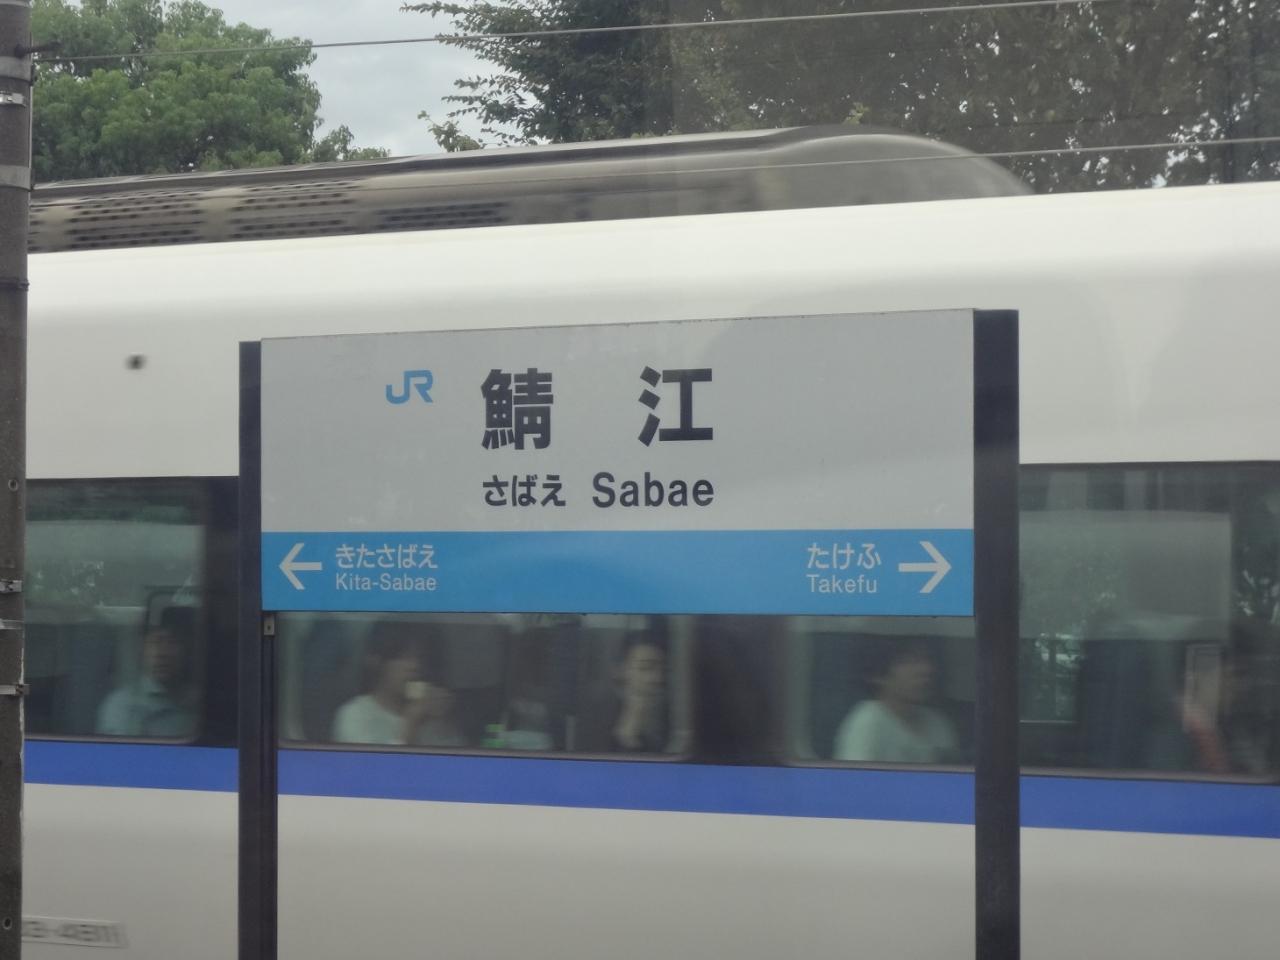 JR 鯖江
さばえ Sabae
← きたさばえ
Kita-Sabae
たけふ →
Takefu